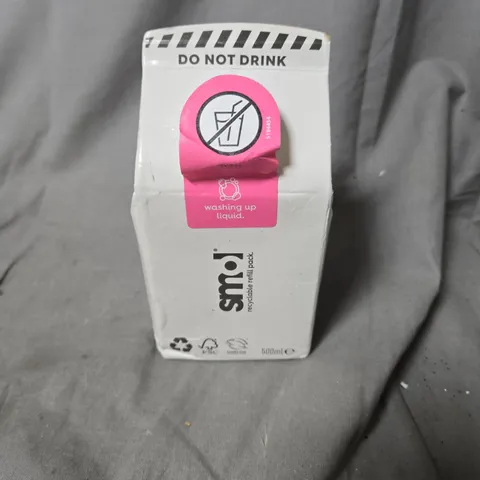 DO NOT DRINK
washing up
liquid.
smol
recyclable refill pack.
500ml e